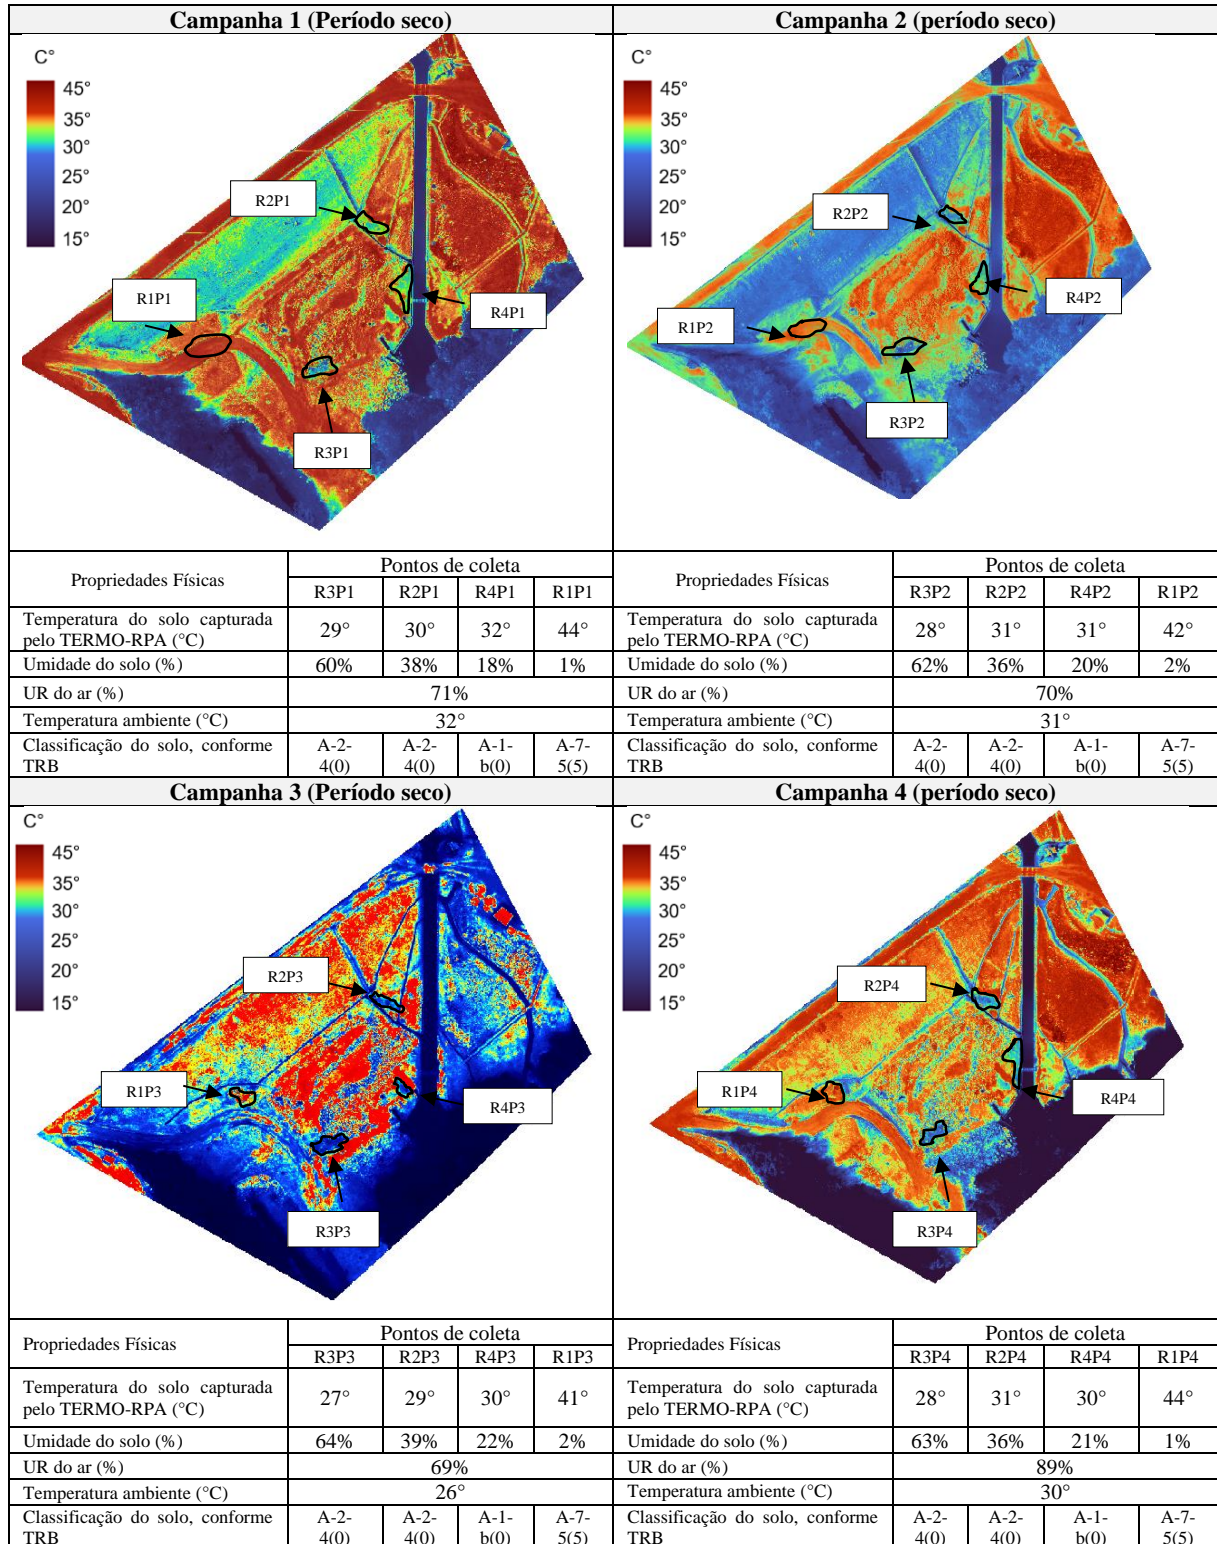 Campanha 1 (Período seco)
Campanha 2 (período seco)
C°
45°
35°
30°
25°
20°
15°
R2P1
R1P1
R4P1
R3P1
C°
45°
35°
30°
25°
20°
15°
R2P2
R4P2
R1P2
R3P2
Propriedades Físicas
Pontos de coleta
R3P1 R2P1 R4P1 R1P1
Temperatura do solo capturada
pelo TERMO-RPA (°C)
29° 30° 32° 44°
Umidade do solo (%) 60% 38% 18% 1%
UR do ar (%) 71%
Temperatura ambiente (°C) 32°
Classificação do solo, conforme
TRB
A-2- A-2- A-1- A-7-
4(0) 4(0) b(0) 5(5)
Propriedades Físicas
Pontos de coleta
R3P2 R2P2 R4P2 R1P2
Temperatura do solo capturada
pelo TERMO-RPA (°C)
28° 31° 31° 42°
Umidade do solo (%) 62% 36% 20% 2%
UR do ar (%) 70%
Temperatura ambiente (°C) 31°
Classificação do solo, conforme
TRB
A-2- A-2- A-1- A-7-
4(0) 4(0) b(0) 5(5)
Campanha 3 (Período seco)
Campanha 4 (período seco)
C°
45°
35°
30°
25°
20°
15°
R2P3
R1P3
R4P3
R3P3
C°
45°
35°
30°
25°
20°
15°
R2P4
R1P4
R4P4
R3P4
Propriedades Físicas
Pontos de coleta
R3P3 R2P3 R4P3 R1P3
Temperatura do solo capturada
pelo TERMO-RPA (°C)
27° 29° 30° 41°
Umidade do solo (%) 64% 39% 22% 2%
UR do ar (%) 69%
Temperatura ambiente (°C) 26°
Classificação do solo, conforme
TRB
A-2- A-2- A-1- A-7-
4(0) 4(0) b(0) 5(5)
Propriedades Físicas
Pontos de coleta
R3P4 R2P4 R4P4 R1P4
Temperatura do solo capturada
pelo TERMO-RPA (°C)
28° 31° 30° 44°
Umidade do solo (%) 63% 36% 21% 1%
UR do ar (%) 89%
Temperatura ambiente (°C) 30°
Classificação do solo, conforme
TRB
A-2- A-2- A-1- A-7-
4(0) 4(0) b(0) 5(5)